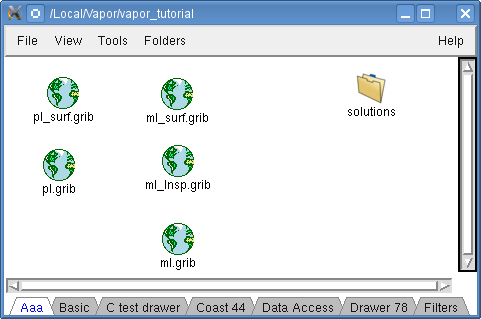 /Local/Vapor/vapor_tutorial
File View Tools Folders Help
pl_surf.grib ml_surf.grib solutions
pl.grib ml_lnsp.grib
ml.grib
Aaa Basic C test drawer Coast 44 Data Access Drawer 78 Filters